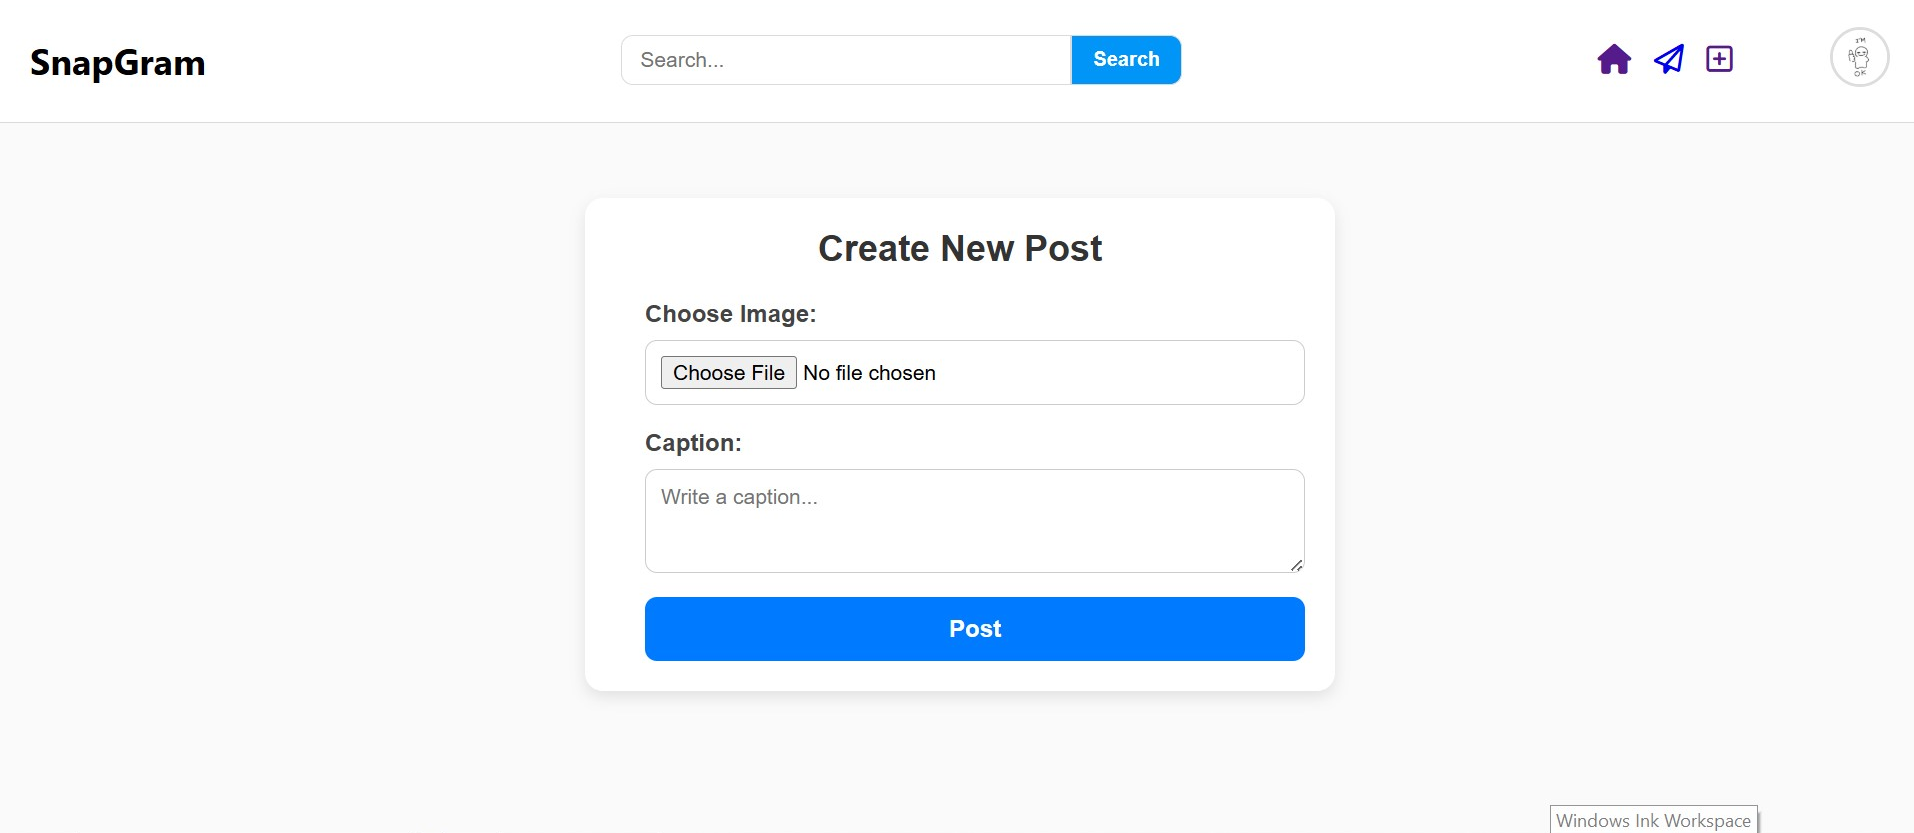 SnapGram
Search...
Search
I'M
OK
Create New Post
Choose Image:
Choose File No file chosen
Caption:
Write a caption...
Post
Windows Ink Workspace